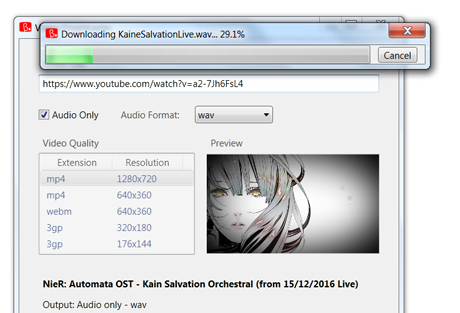 Downloading KaineSalvationLive.wav... 29.1%
Cancel
https://www.youtube.com/watch?v=a2-7Jh6FsL4
Audio Only Audio Format: wav
Video Quality Preview
Extension Resolution
mp4 1280x720
mp4 640x360
webm 640x360
3gp 320x180
3gp 176x144
NieR: Automata OST - Kain Salvation Orchestral (from 15/12/2016 Live)
Output: Audio only - wav